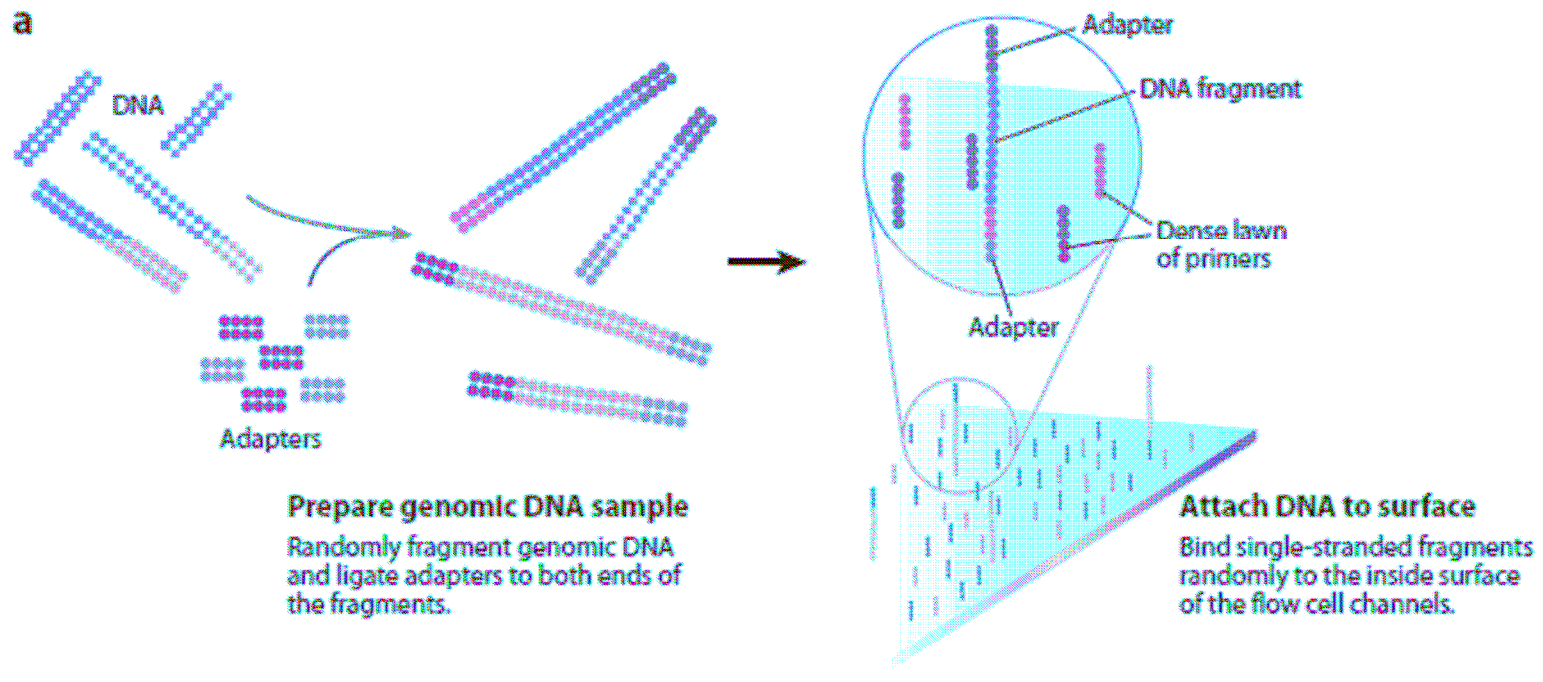 a
DNA
Adapters
Prepare genomic DNA sample
Randomly fragment genomic DNA
and ligate adapters to both ends of
the fragments.
Adapter
DNA fragment
Dense lawn
of primers
Adapter
Attach DNA to surface
Bind single-stranded fragments
randomly to the inside surface
of the flow cell channels.